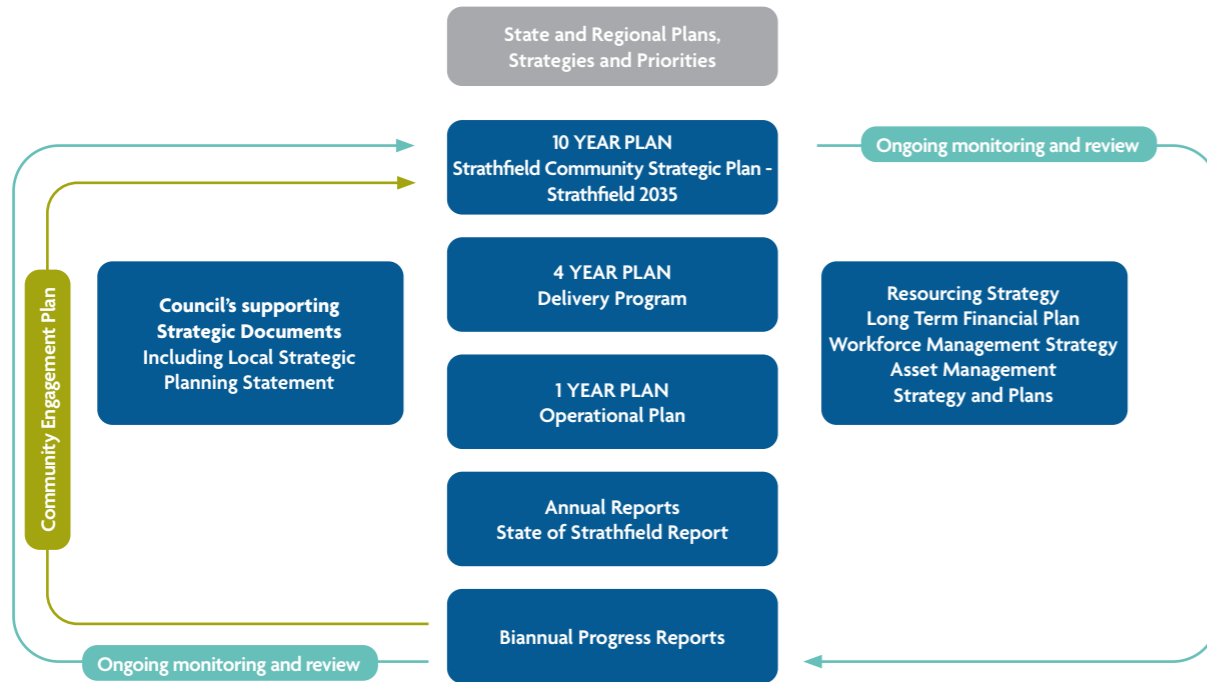 State and Regional Plans,
Strategies and Priorities
10 YEAR PLAN
Strathfield Community Strategic Plan -
Strathfield 2035
Ongoing monitoring and review
Community Engagement Plan
Council's supporting
Strategic Documents
Including Local Strategic
Planning Statement
4 YEAR PLAN
Delivery Program
1 YEAR PLAN
Operational Plan
Resourcing Strategy
Long Term Financial Plan
Workforce Management Strategy
Asset Management
Strategy and Plans
Annual Reports
State of Strathfield Report
Biannual Progress Reports
Ongoing monitoring and review